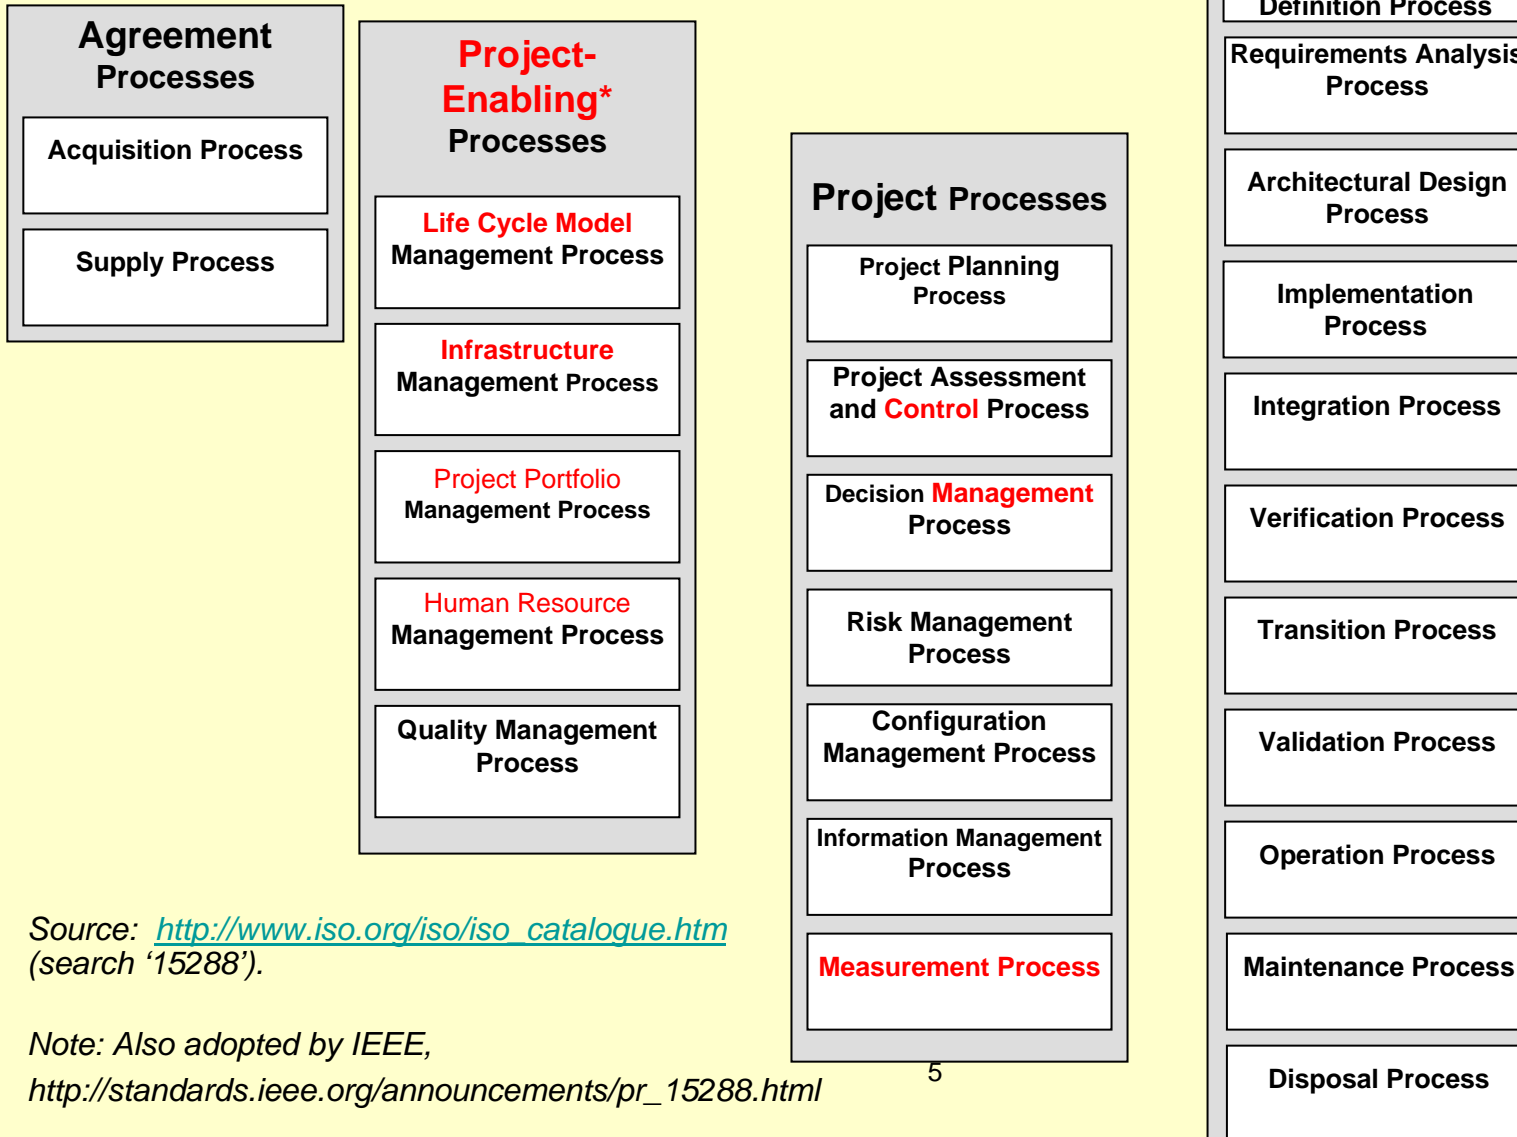 Agreement
Processes
Acquisition Process
Supply Process
Project-
Enabling*
Processes
Life Cycle Model
Management Process
Infrastructure
Management Process
Project Portfolio
Management Process
Human Resource
Management Process
Quality Management
Process
Project Processes
Project Planning
Process
Project Assessment
and Control Process
Decision Management
Process
Risk Management
Process
Configuration
Management Process
Information Management
Process
Measurement Process
Definition Process
Requirements Analysis
Process
Architectural Design
Process
Implementation
Process
Integration Process
Verification Process
Transition Process
Validation Process
Operation Process
Maintenance Process
Disposal Process
Source: http://www.iso.org/iso/iso_catalogue.htm
(search ‘15288’).
Note: Also adopted by IEEE,
http://standards.ieee.org/announcements/pr_15288.html
5